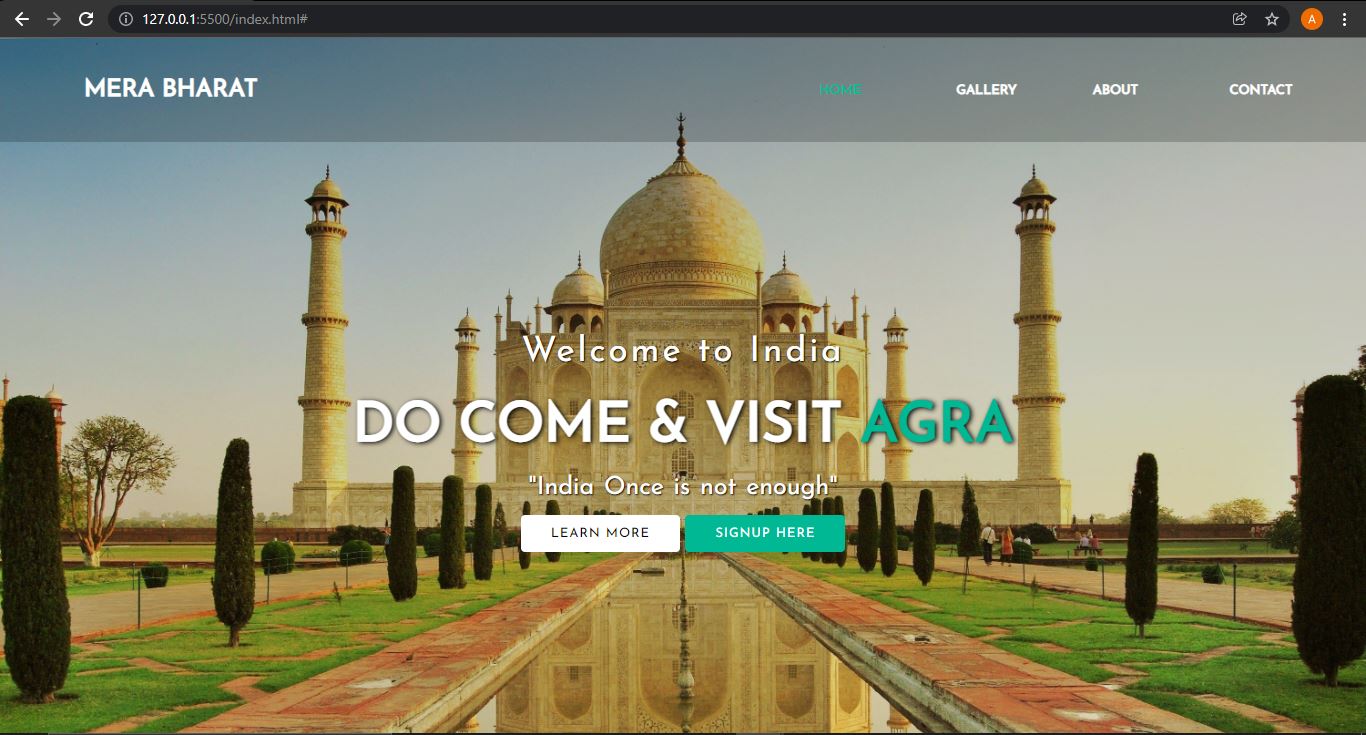 127.0.0.1:5500/index.html#
A
MERA BHARAT
HOME GALLERY ABOUT CONTACT
Welcome to India
DO COME & VISIT AGRA
"India Once is not enough"
LEARN MORE SIGNUP HERE